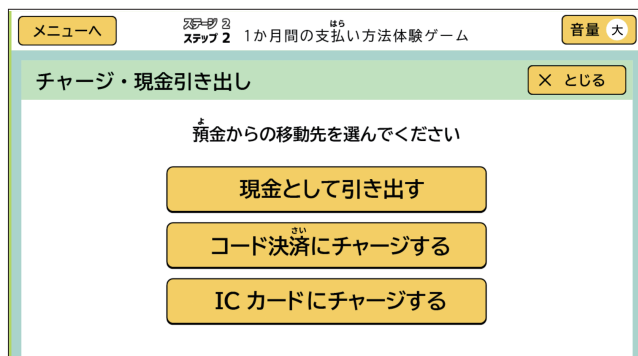 メニューへ
ステージ 2
ステップ 2 1か月間の支払い方法体験ゲーム
はら
音量 大
チャージ・現金引き出し
× とじる
よ
預金からの移動先を選んでください
現金として引き出す
さい
コード決済にチャージする
IC カードにチャージする